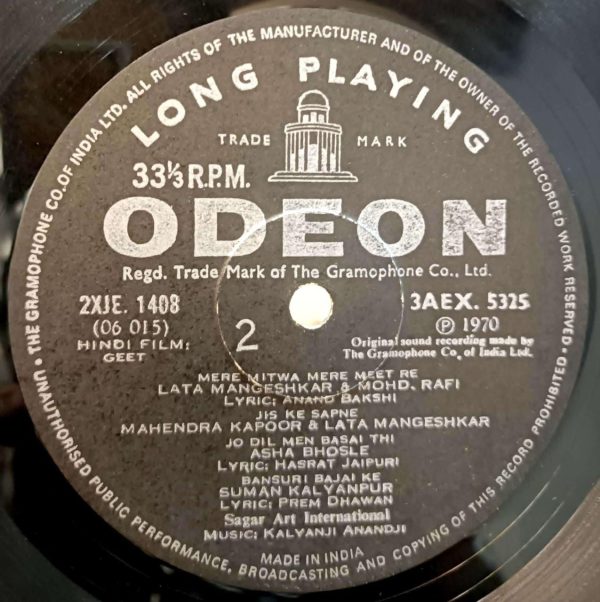 LONG PLAYING
TRADE MARK
33⅓ R.P.M.
ODEON
Regd. Trade Mark of The Gramophone Co., Ltd.
2XJE. 1408
(06 015)
HINDI FILM:
GEET
2
3AEX. 5325
Ⓟ 1970
Original sound recording made by
The Gramophone Co. of India Ltd.
MERE MITWA MERE MEET RE
LATA MANGESHKAR & MOHD. RAFI
LYRIC: ANAND BAKSHI
JIS KE SAPNE
MAHENDRA KAPOOR & LATA MANGESHKAR
JO DIL MEN BASAI THI
ASHA BHOSLE
LYRIC: HASRAT JAIPURI
BANSURI BAJAI KE
SUMAN KALYANPUR
LYRIC: PREM DHAWAN
Sagar Art International
MUSIC: KALYANJI ANANDJI
MADE IN INDIA
• THE GRAMOPHONE CO. OF INDIA LTD. ALL RIGHTS OF THE MANUFACTURER AND OF THE OWNER OF THE RECORDED WORK RESERVED •
UNAUTHORISED PUBLIC PERFORMANCE, BROADCASTING AND COPYING OF THIS RECORD PROHIBITED